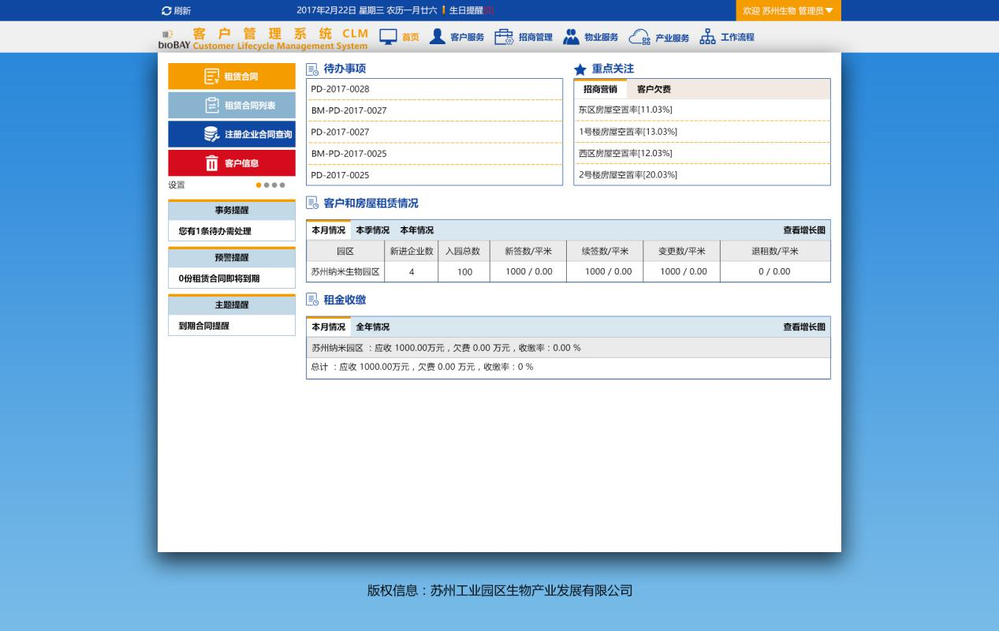 刷新
2017年2月22日 星期三 农历一月廿六 生日提醒[0]
欢迎 苏州生物 管理员
bioBAY
客户管理系统 CLM
Customer Lifecycle Management System
首页
客户服务
招商管理
物业服务
产业服务
工作流程
租赁合同
租赁合同列表
注册企业合同查询
客户信息
设置
事务提醒
您有1条待办需处理
预警提醒
0份租赁合同即将到期
主题提醒
到期合同提醒
待办事项
PD-2017-0028
BM-PD-2017-0027
PD-2017-0027
BM-PD-2017-0025
PD-2017-0025
重点关注
招商营销 客户欠费
东区房屋空置率[11.03%]
1号楼房屋空置率[13.03%]
西区房屋空置率[12.03%]
2号楼房屋空置率[20.03%]
客户和房屋租赁情况
本月情况 本季情况 本年情况 查看增长图
园区 新进企业数 入园总数 新签数/平米 续签数/平米 变更数/平米 退租数/平米
苏州纳米生物园区 4 100 1000 / 0.00 1000 / 0.00 1000 / 0.00 0 / 0.00
租金收缴
本月情况 全年情况 查看增长图
苏州纳米园区 ：应收 1000.00万元，欠费 0.00 万元，收缴率：0.00 %
总计 ：应收 1000.00万元，欠费 0.00 万元，收缴率：0 %
版权信息：苏州工业园区生物产业发展有限公司